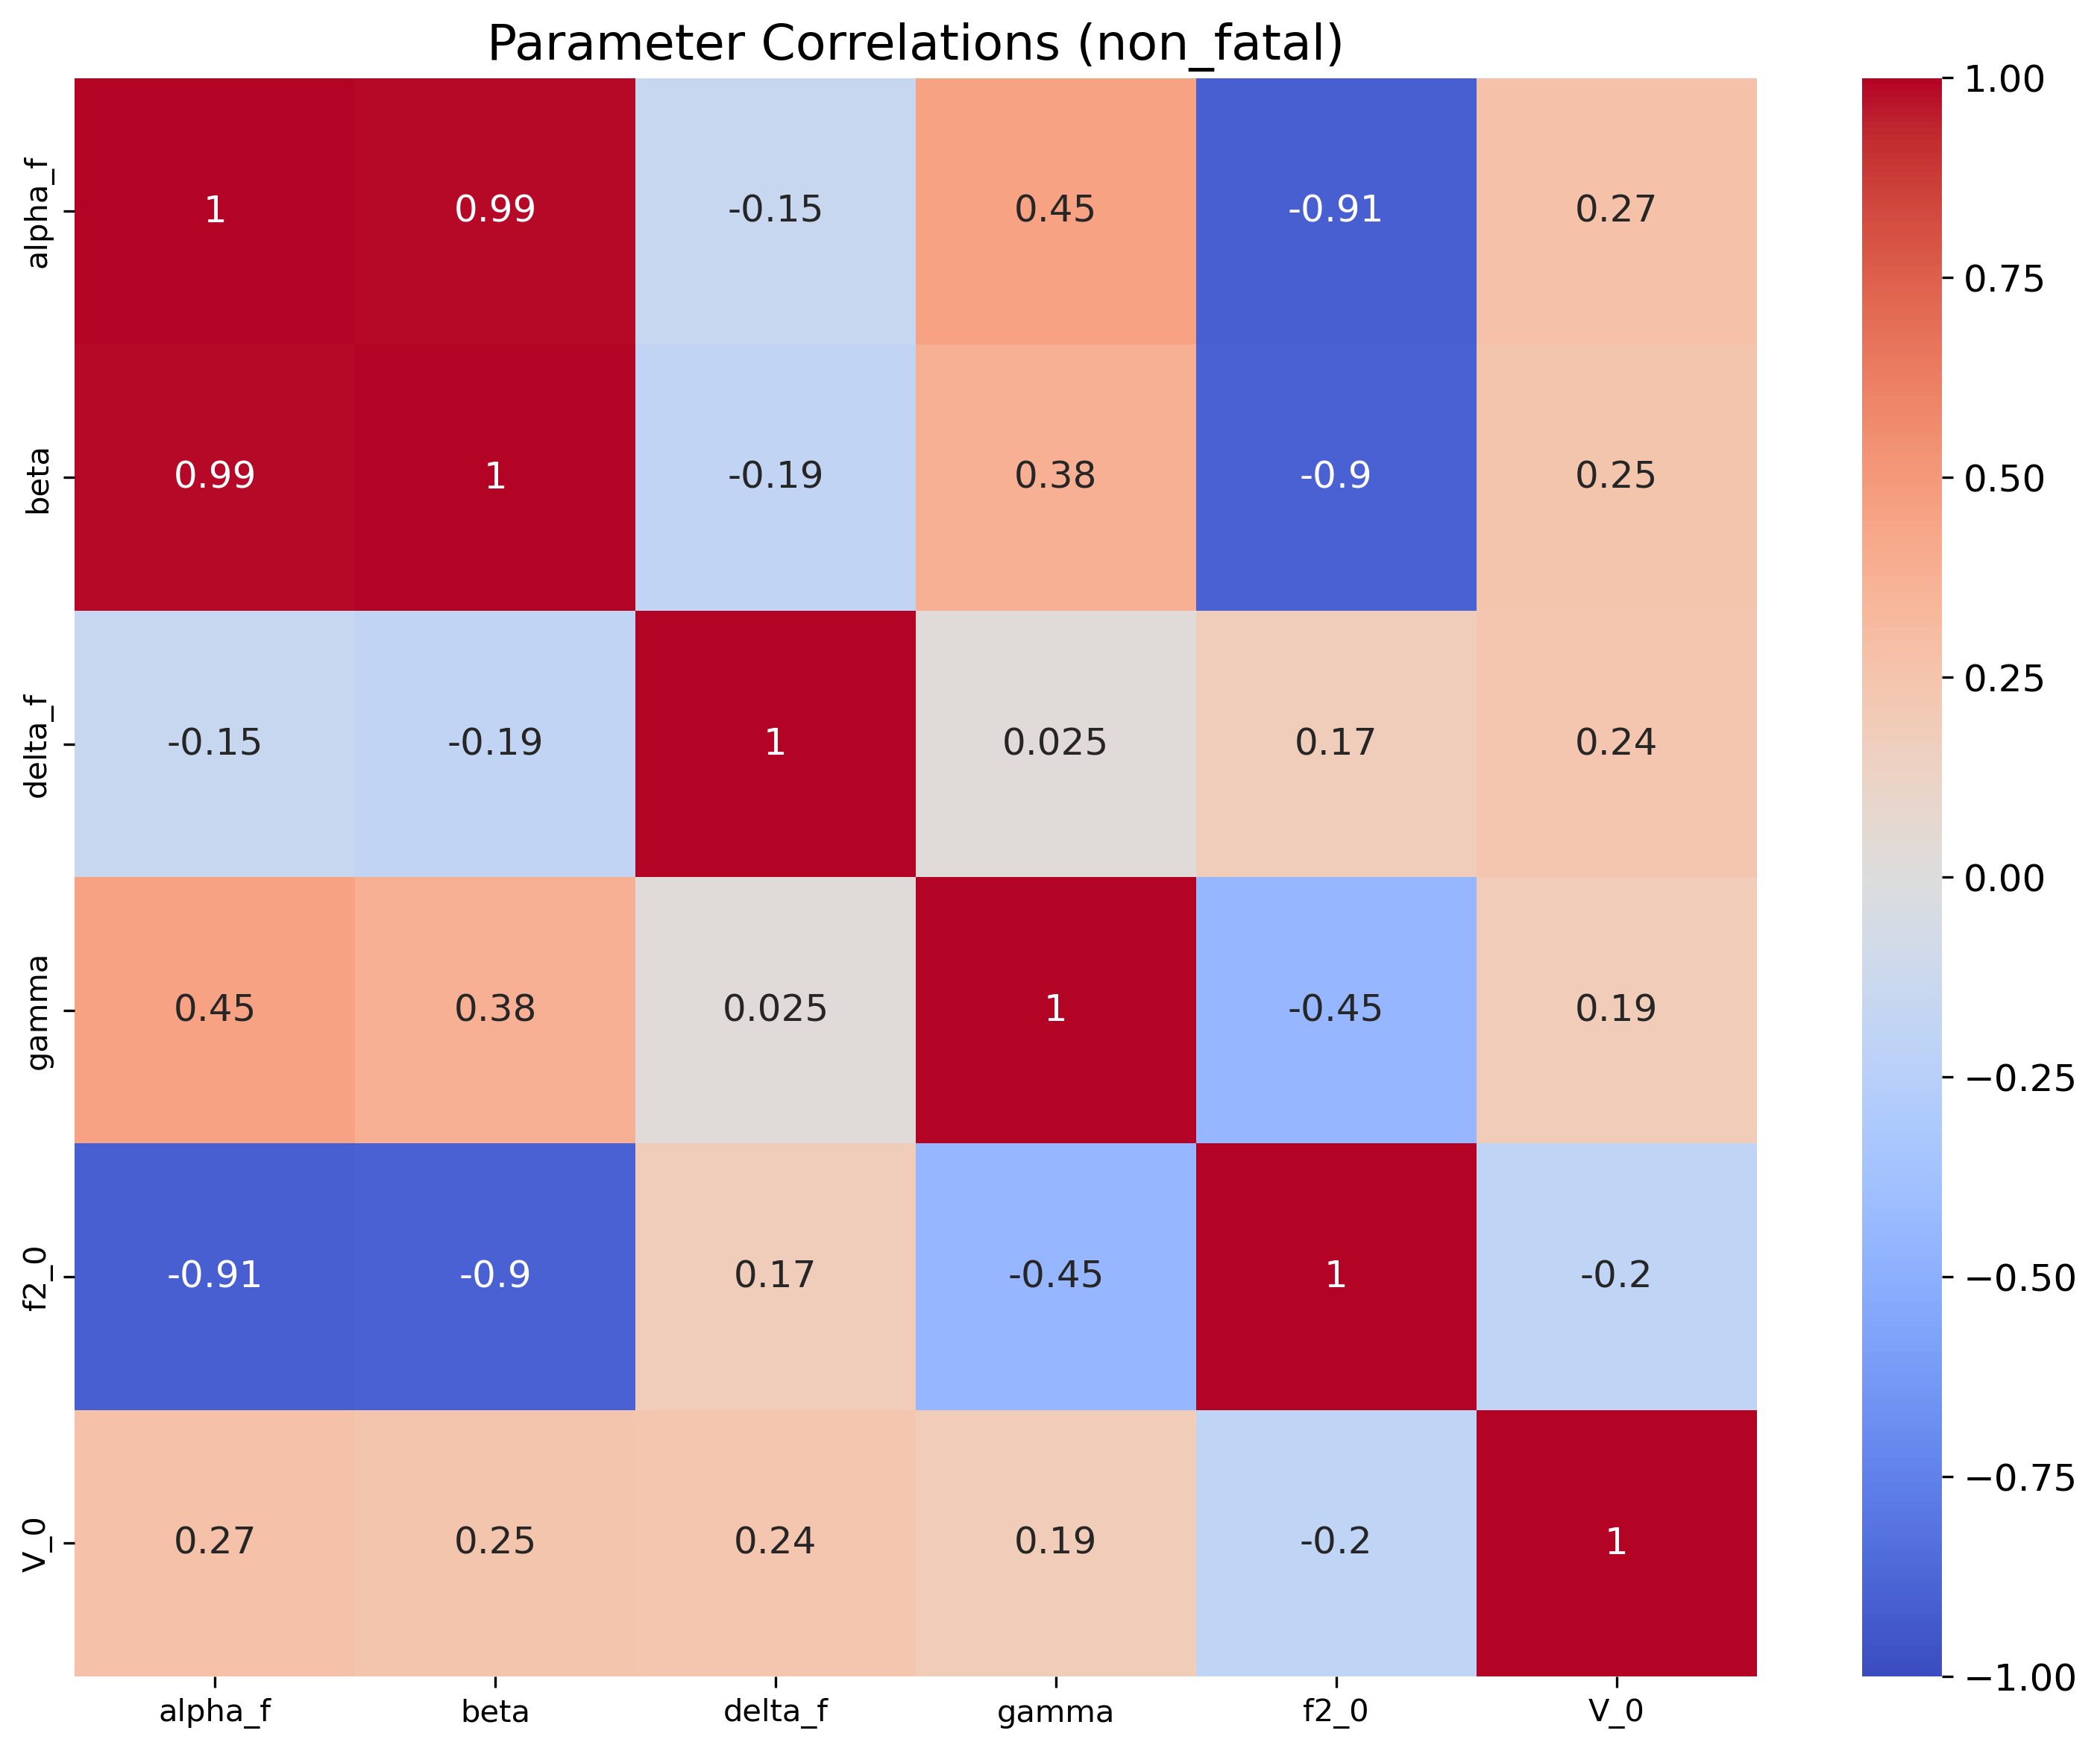 Parameter Correlations (non_fatal)
alpha_f 1 0.99 -0.15 0.45 -0.91 0.27
beta 0.99 1 -0.19 0.38 -0.9 0.25
delta_f -0.15 -0.19 1 0.025 0.17 0.24
gamma 0.45 0.38 0.025 1 -0.45 0.19
f2_0 -0.91 -0.9 0.17 -0.45 1 -0.2
V_0 0.27 0.25 0.24 0.19 -0.2 1
alpha_f beta delta_f gamma f2_0 V_0
1.00
0.75
0.50
0.25
0.00
−0.25
−0.50
−0.75
−1.00